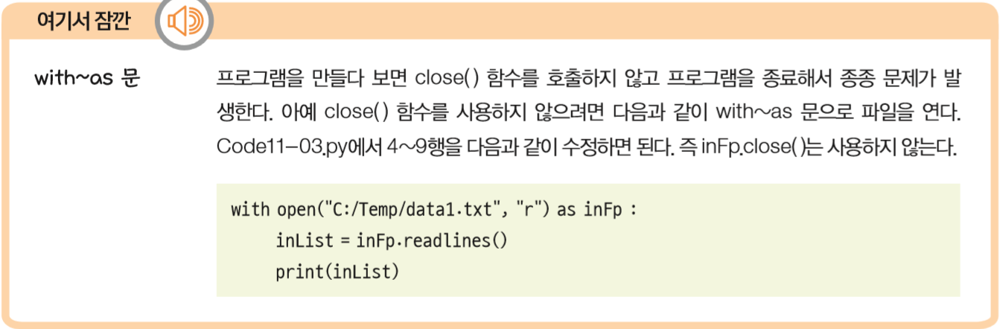 여기서 잠깐
with~as 문
프로그램을 만들다 보면 close( ) 함수를 호출하지 않고 프로그램을 종료해서 종종 문제가 발
생한다. 아예 close( ) 함수를 사용하지 않으려면 다음과 같이 with~as 문으로 파일을 연다.
Code11-03.py에서 4~9행을 다음과 같이 수정하면 된다. 즉 inFp.close( )는 사용하지 않는다.
with open("C:/Temp/data1.txt", "r") as inFp :
inList = inFp.readlines()
print(inList)